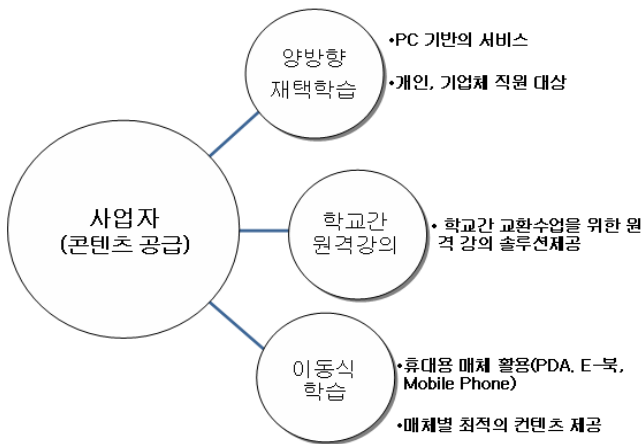 양방향
재택학습
•PC 기반의 서비스
•개인, 기업체 직원 대상
사업자
(콘텐츠 공급)
학교간
원격강의
• 학교간 교환수업을 위한 원
격 강의 솔루션제공
이동식
학습
•휴대용 매체 활용(PDA, E-북,
Mobile Phone)
•매체별 최적의 컨텐츠 제공